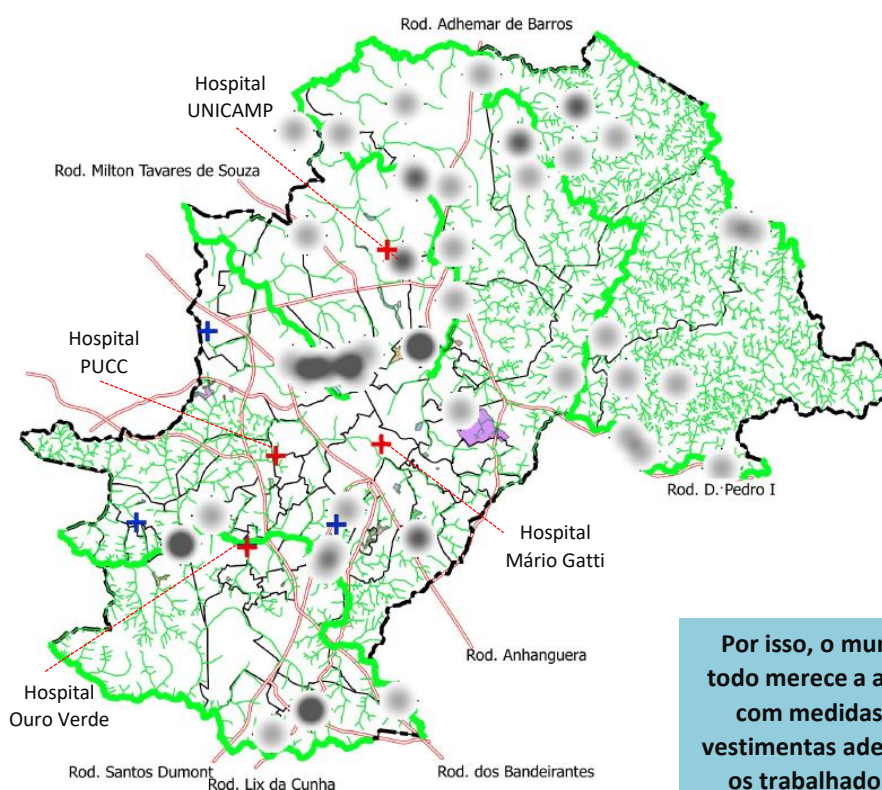 Rod. Adhemar de Barros
Hospital
UNICAMP
Rod. Milton Tavares de Souza
Hospital
PUCC
Rod. D. Pedro I
Hospital
Mário Gatti
Rod. Anhanguera
Hospital
Ouro Verde
Rod. Santos Dumont
Rod. Lix da Cunha
Rod. dos Bandeirantes
Por isso, o mun
todo merece a a
com medidas
vestimentas ade
os trabalhado